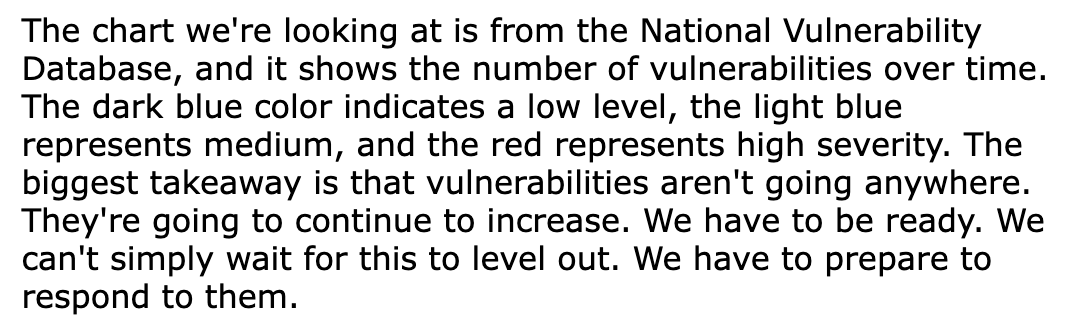 The chart we're looking at is from the National Vulnerability
Database, and it shows the number of vulnerabilities over time.
The dark blue color indicates a low level, the light blue
represents medium, and the red represents high severity. The
biggest takeaway is that vulnerabilities aren't going anywhere.
They're going to continue to increase. We have to be ready. We
can't simply wait for this to level out. We have to prepare to
respond to them.